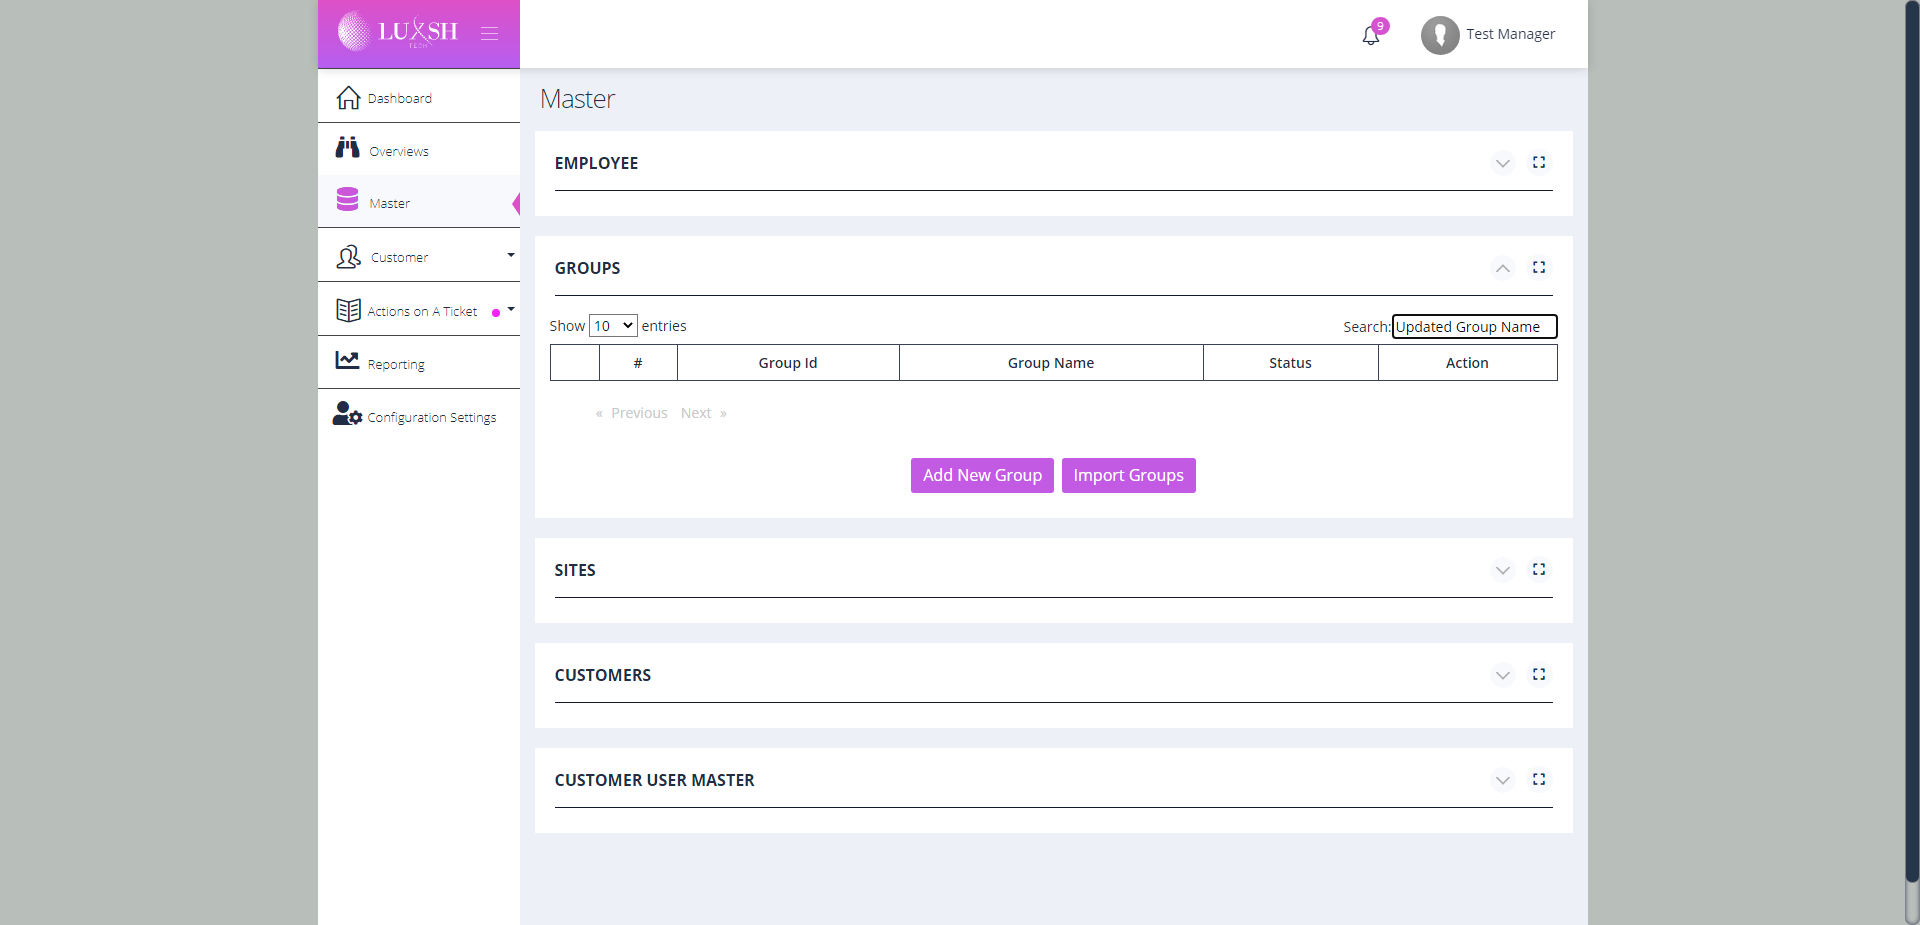 LUXSH
TECH
9
Test Manager
Dashboard
Overviews
Master
Customer
Actions on A Ticket
Reporting
Configuration Settings
Master
EMPLOYEE
GROUPS
Show 10 entries
Search: Updated Group Name
# Group Id Group Name Status Action
« Previous Next »
Add New Group Import Groups
SITES
CUSTOMERS
CUSTOMER USER MASTER